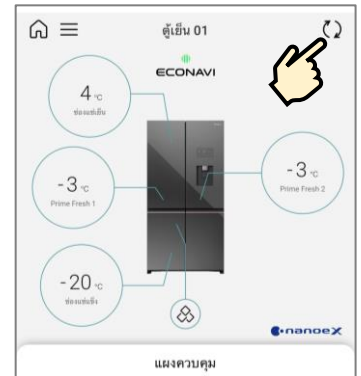 ตู้เย็น 01
ECONAVI
4 °C
ช่องแช่เย็น
-3 °C
Prime Fresh 1
-3 °C
Prime Fresh 2
-20 °C
ช่องแช่แข็ง
nanoeX
แผงควบคุม